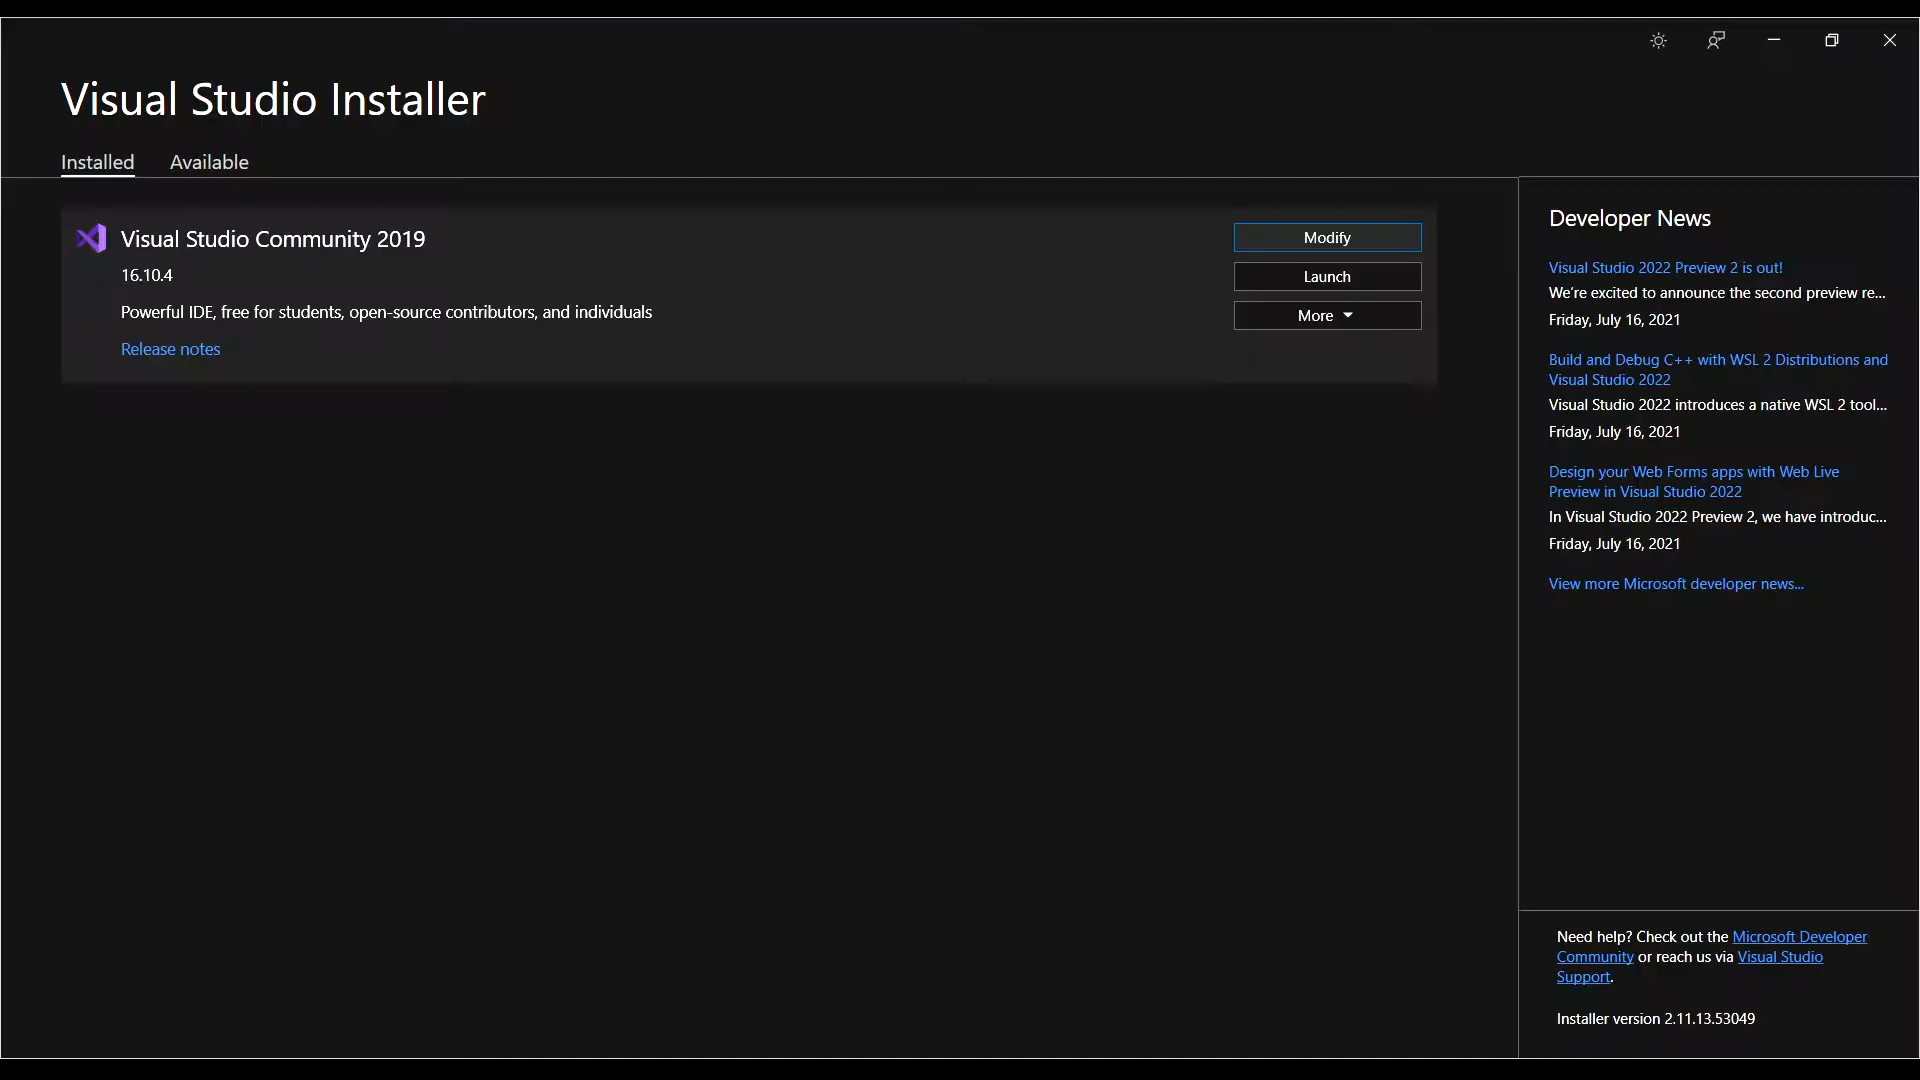 Visual Studio Installer
Installed
Available
Visual Studio Community 2019
16.10.4
Powerful IDE, free for students, open-source contributors, and individuals
Release notes
Modify
Launch
More
Developer News
Visual Studio 2022 Preview 2 is out!
We're excited to announce the second preview re...
Friday, July 16, 2021
Build and Debug C++ with WSL 2 Distributions and
Visual Studio 2022
Visual Studio 2022 introduces a native WSL 2 tool...
Friday, July 16, 2021
Design your Web Forms apps with Web Live
Preview in Visual Studio 2022
In Visual Studio 2022 Preview 2, we have introduc...
Friday, July 16, 2021
View more Microsoft developer news...
Need help? Check out the Microsoft Developer
Community or reach us via Visual Studio
Support.
Installer version 2.11.13.53049